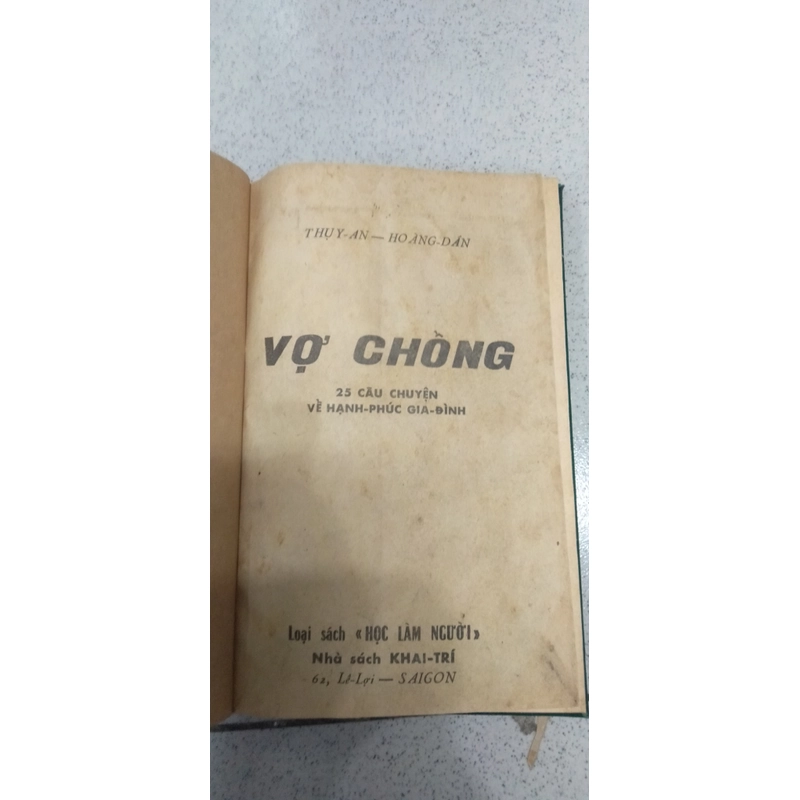 THỤY-AN — HOÀNG-DÂN
VỢ CHỒNG
25 CÂU CHUYỆN
VỀ HẠNH-PHÚC GIA-ĐÌNH
Loại sách «HỌC LÀM NGƯỜI»
Nhà sách KHAI-TRÍ
62, Lê-Lợi — SAIGON